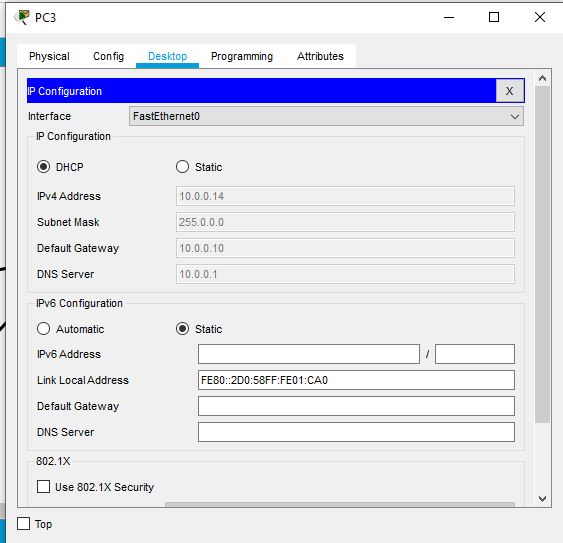 PC3
Physical Config Desktop Programming Attributes
IP Configuration X
Interface FastEthernet0
IP Configuration
DHCP Static
IPv4 Address 10.0.0.14
Subnet Mask 255.0.0.0
Default Gateway 10.0.0.10
DNS Server 10.0.0.1
IPv6 Configuration
Automatic Static
IPv6 Address /
Link Local Address FE80::2D0:58FF:FE01:CA0
Default Gateway
DNS Server
802.1X
Use 802.1X Security
Top